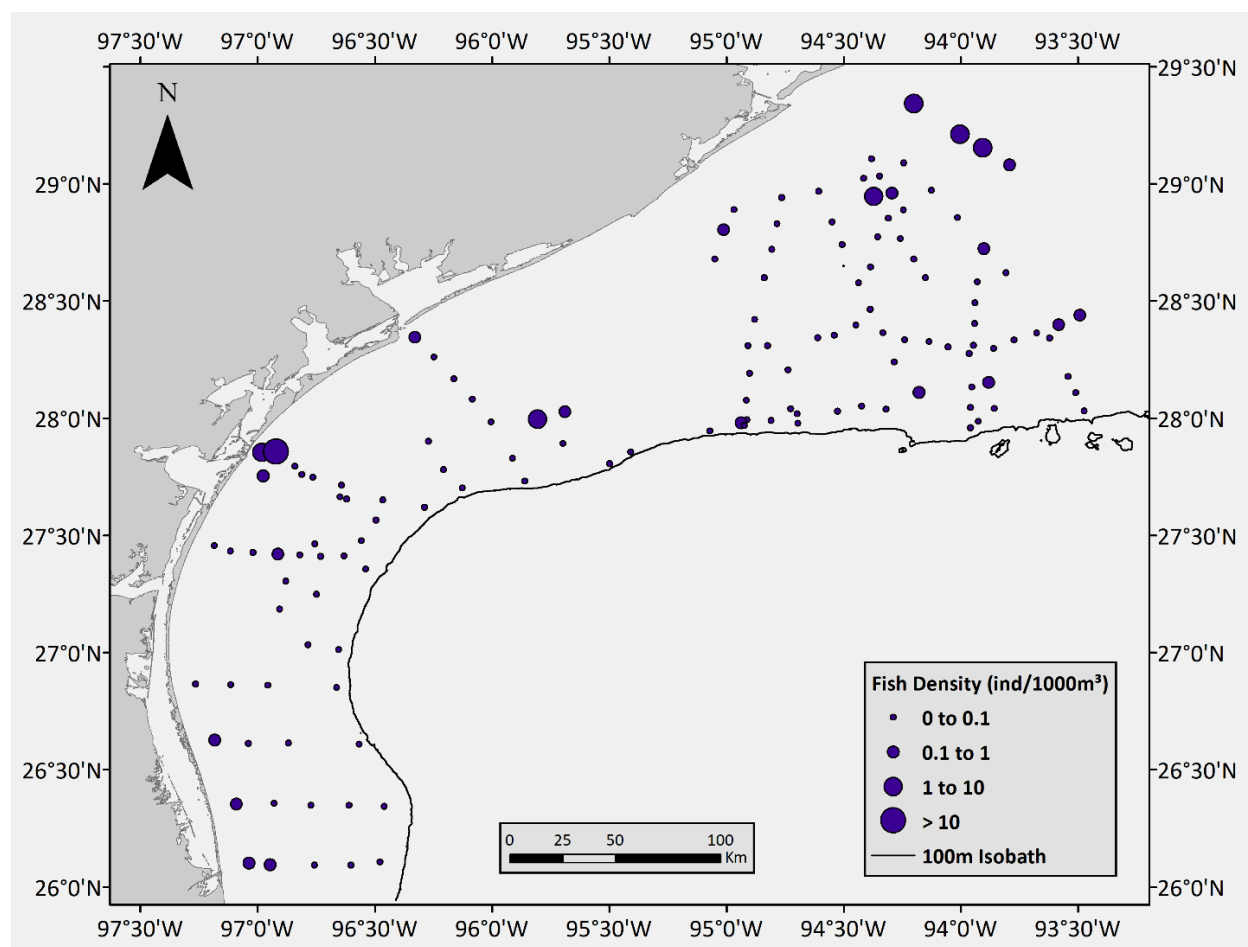 97°30'W 97°0'W 96°30'W 96°0'W 95°30'W 95°0'W 94°30'W 94°0'W 93°30'W
N
29°30'N
29°0'N 29°0'N
28°30'N 28°30'N
28°0'N 28°0'N
27°30'N 27°30'N
27°0'N 27°0'N
26°30'N 26°30'N
26°0'N 26°0'N
Fish Density (ind/1000m³)
0 to 0.1
0.1 to 1
1 to 10
> 10
100m Isobath
0 25 50 100
Km
97°30'W 97°0'W 96°30'W 96°0'W 95°30'W 95°0'W 94°30'W 94°0'W 93°30'W